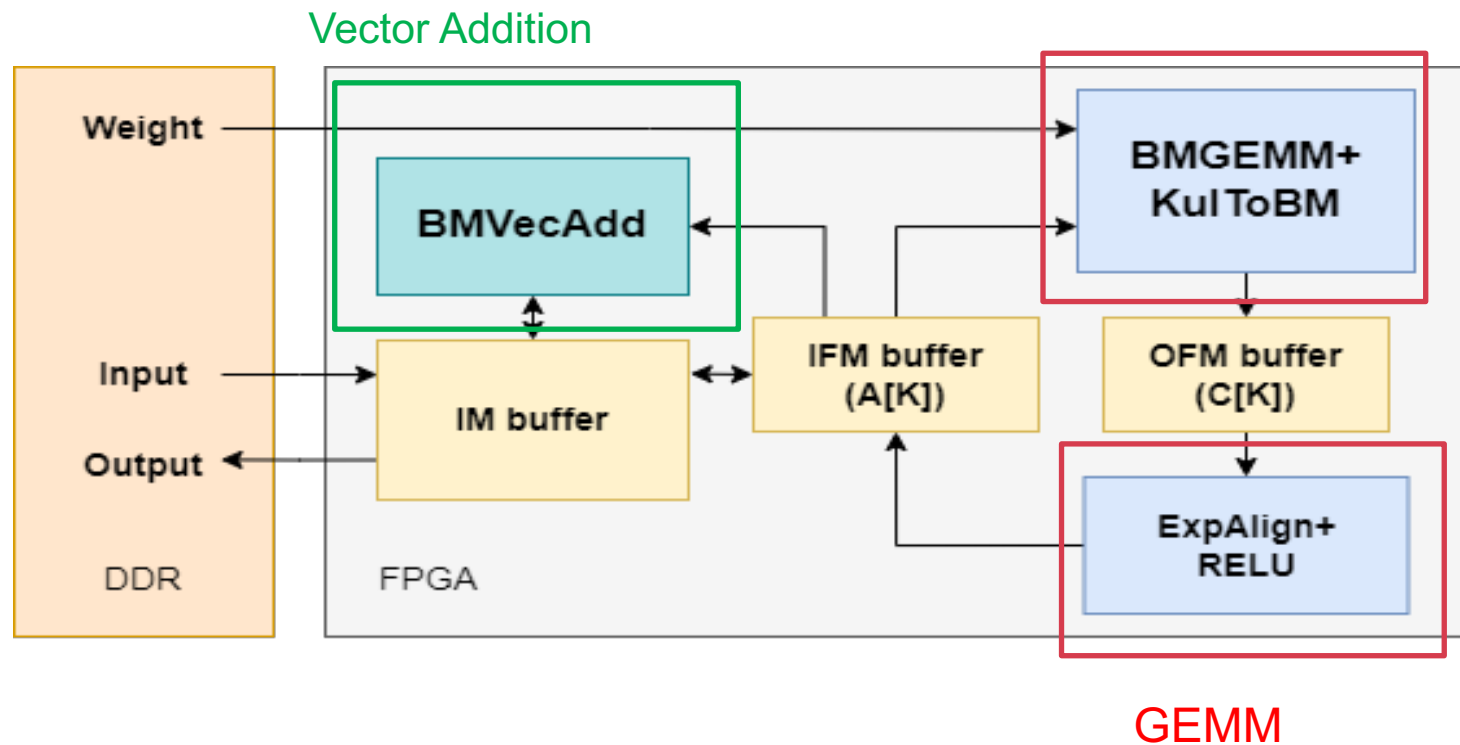 Vector Addition
Weight
BMVecAdd
BMGEMM+
KulToBM
Input
IM buffer
IFM buffer
(A[K])
OFM buffer
(C[K])
Output
ExpAlign+
RELU
DDR
FPGA
GEMM